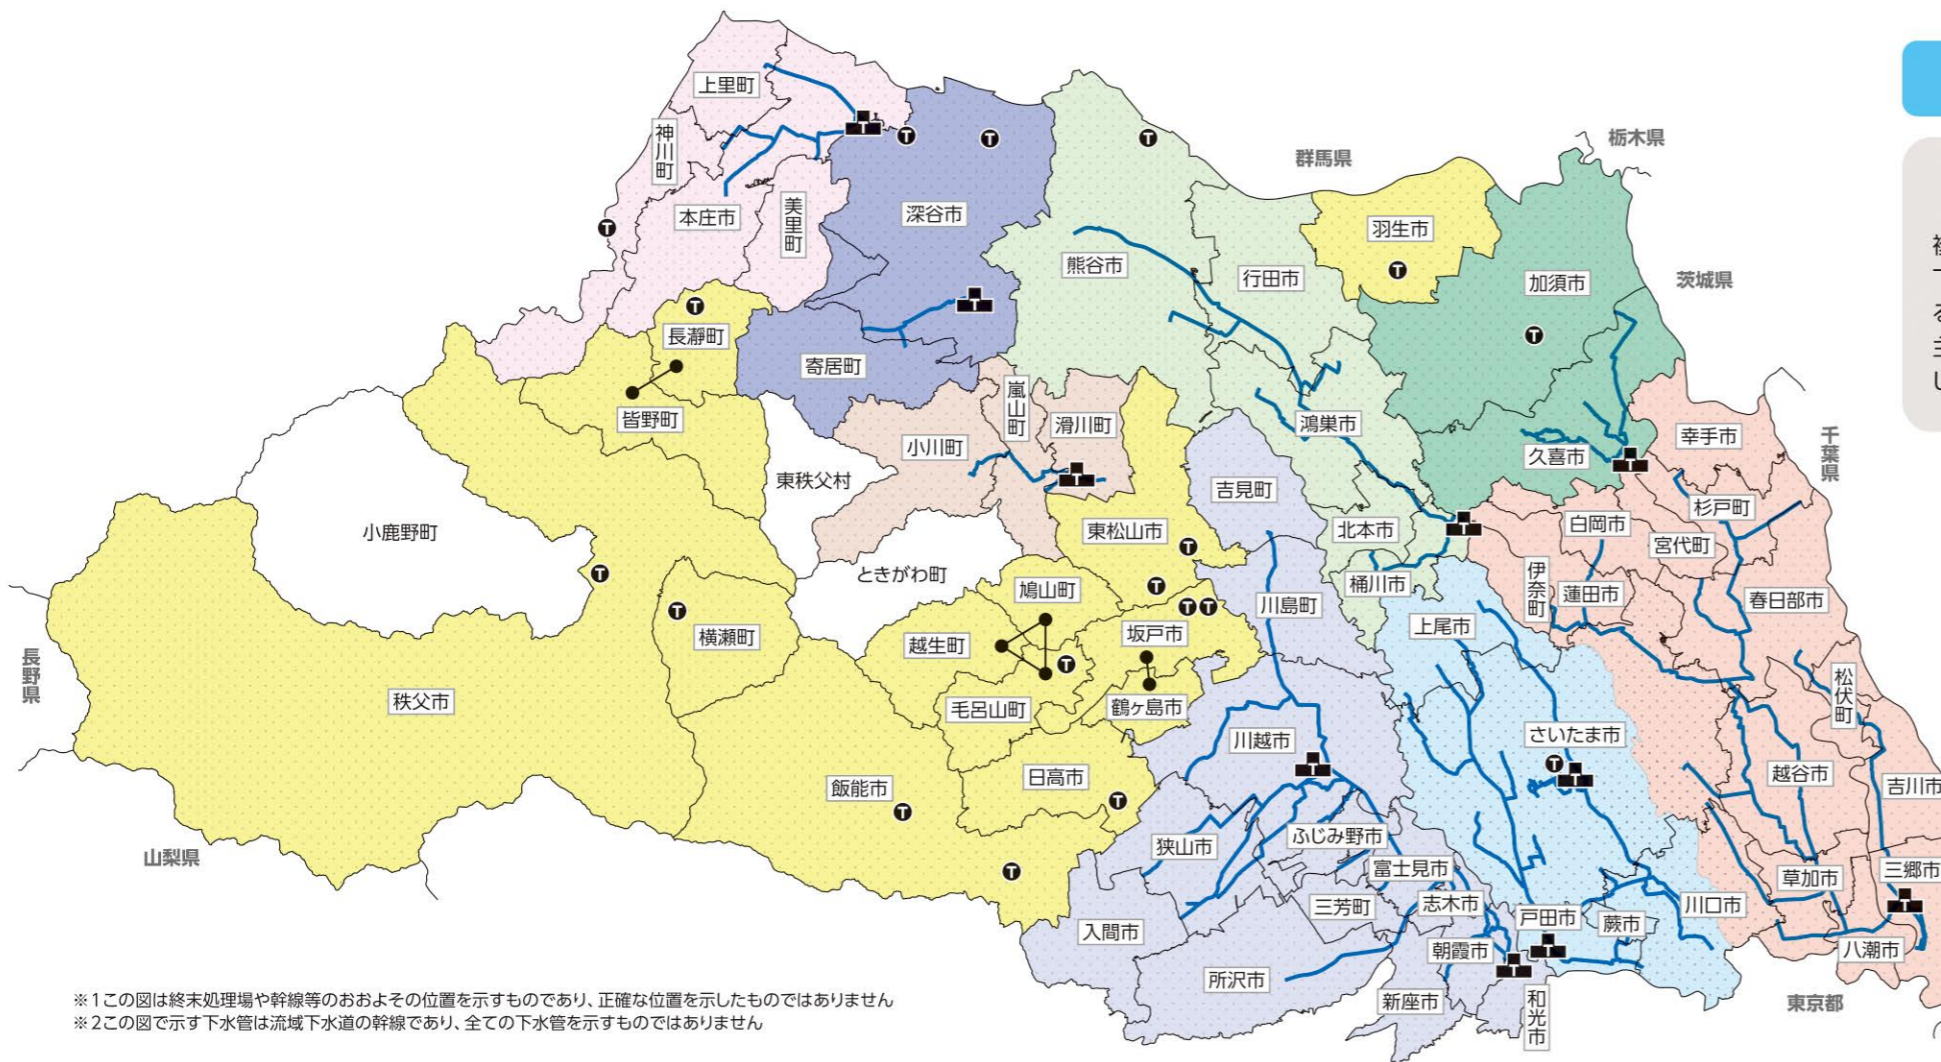 上里町
神川町
本庄市
美里町
深谷市
群馬県
栃木県
熊谷市
行田市
羽生市
加須市
茨城県
長瀞町
寄居町
皆野町
嵐山町
滑川町
小川町
鴻巣市
久喜市
幸手市
千葉県
東秩父村
吉見町
小鹿野町
東松山市
北本市
白岡市
杉戸町
宮代町
ときがわ町
鳩山町
川島町
桶川市
伊奈町
蓮田市
春日部市
横瀬町
越生町
坂戸市
上尾市
長野県
秩父市
毛呂山町
鶴ヶ島市
松伏町
川越市
さいたま市
越谷市
吉川市
飯能市
日高市
山梨県
狭山市
ふじみ野市
富士見市
三芳町
志木市
草加市
三郷市
入間市
戸田市
蕨市
川口市
所沢市
朝霞市
八潮市
新座市
和光市
東京都
る
主
し
※1この図は終末処理場や幹線等のおおよその位置を示すものであり、正確な位置を示したものではありません
※2この図で示す下水管は流域下水道の幹線であり、全ての下水管を示すものではありません